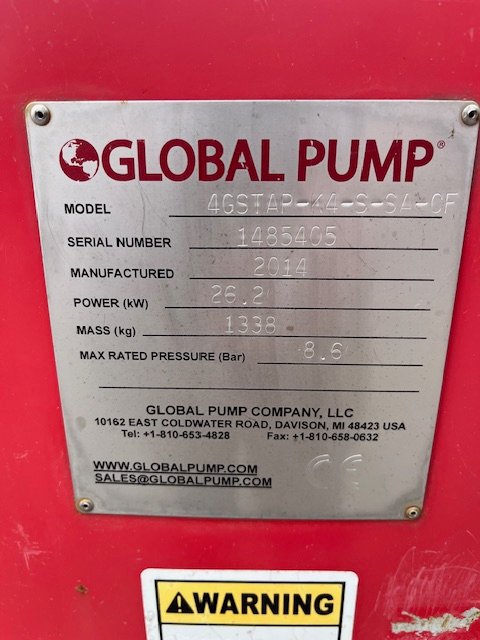 GLOBAL PUMP®
MODEL 4GSTAP-44-S-SA-CF
SERIAL NUMBER 1485405
MANUFACTURED 2014
POWER (kW) 26.2
MASS (kg) 1338
MAX RATED PRESSURE (Bar) 8.6
GLOBAL PUMP COMPANY, LLC
10162 EAST COLDWATER ROAD, DAVISON, MI 48423 USA
Tel: +1-810-653-4828 Fax: +1-810-658-0632
WWW.GLOBALPUMP.COM
SALES@GLOBALPUMP.COM
CE
WARNING